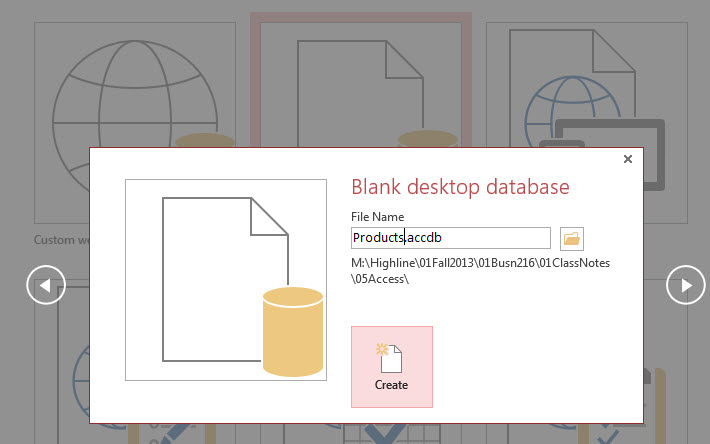 Blank desktop database
File Name
Products.accdb
M:\Highline\01Fall2013\01Busn216\01ClassNotes
\05Access\
Create
Custom we